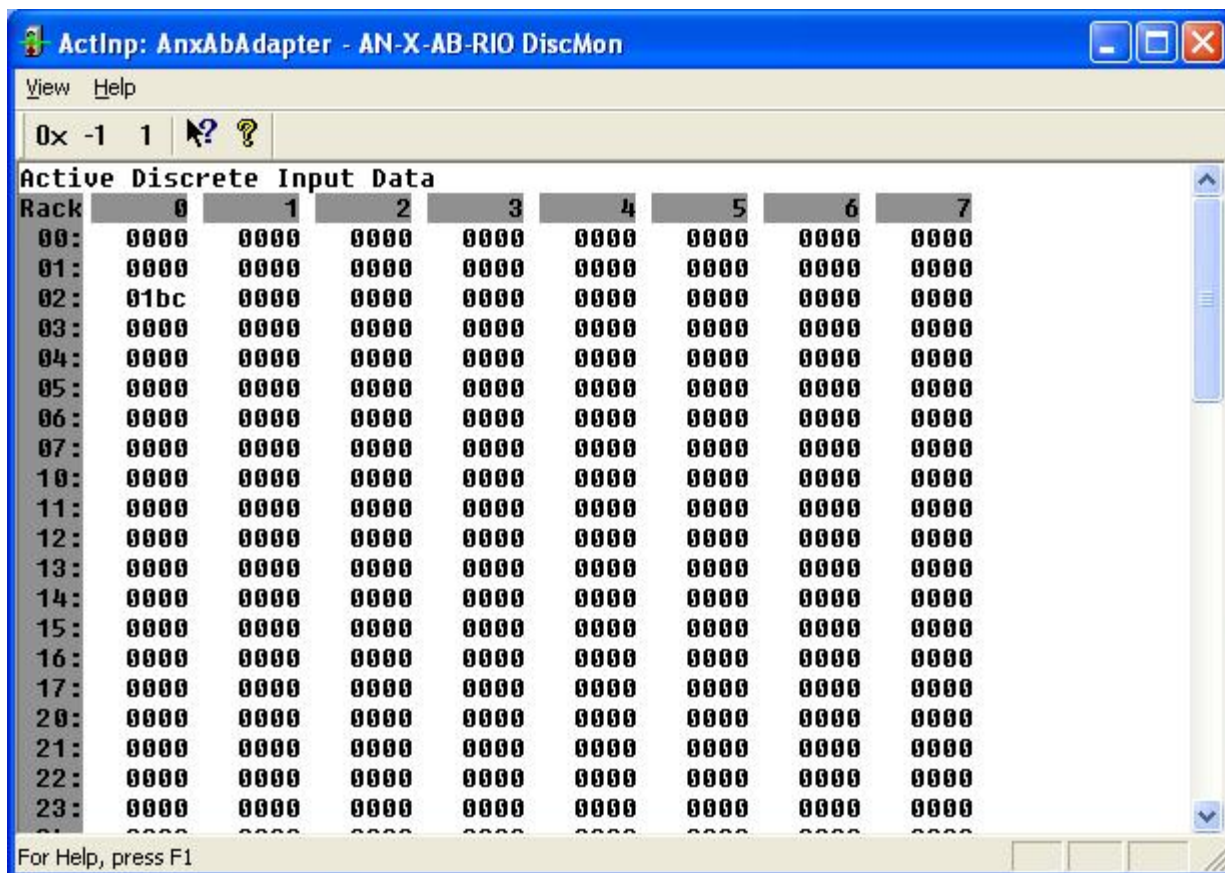 ActInp: AnxAbAdapter - AN-X-AB-RIO DiscMon
View Help
0x -1 1
Active Discrete Input Data
Rack 0 1 2 3 4 5 6 7
00: 0000 0000 0000 0000 0000 0000 0000 0000
01: 0000 0000 0000 0000 0000 0000 0000 0000
02: 01bc 0000 0000 0000 0000 0000 0000 0000
03: 0000 0000 0000 0000 0000 0000 0000 0000
04: 0000 0000 0000 0000 0000 0000 0000 0000
05: 0000 0000 0000 0000 0000 0000 0000 0000
06: 0000 0000 0000 0000 0000 0000 0000 0000
07: 0000 0000 0000 0000 0000 0000 0000 0000
10: 0000 0000 0000 0000 0000 0000 0000 0000
11: 0000 0000 0000 0000 0000 0000 0000 0000
12: 0000 0000 0000 0000 0000 0000 0000 0000
13: 0000 0000 0000 0000 0000 0000 0000 0000
14: 0000 0000 0000 0000 0000 0000 0000 0000
15: 0000 0000 0000 0000 0000 0000 0000 0000
16: 0000 0000 0000 0000 0000 0000 0000 0000
17: 0000 0000 0000 0000 0000 0000 0000 0000
20: 0000 0000 0000 0000 0000 0000 0000 0000
21: 0000 0000 0000 0000 0000 0000 0000 0000
22: 0000 0000 0000 0000 0000 0000 0000 0000
23: 0000 0000 0000 0000 0000 0000 0000 0000
For Help, press F1